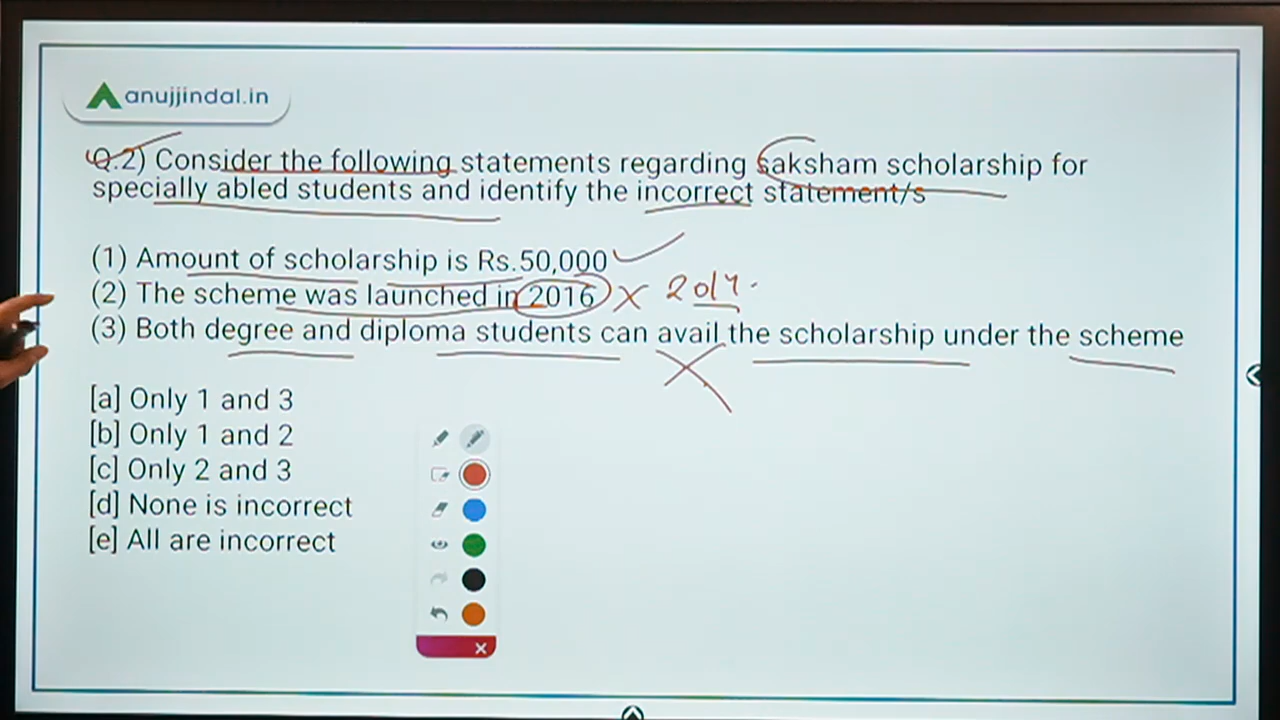 anujjindal.in
Q.2) Consider the following statements regarding saksham scholarship for
specially abled students and identify the incorrect statement/s
(1) Amount of scholarship is Rs.50,000
(2) The scheme was launched in 2016 × 2014.
(3) Both degree and diploma students can avail the scholarship under the scheme
[a] Only 1 and 3
[b] Only 1 and 2
[c] Only 2 and 3
[d] None is incorrect
[e] All are incorrect